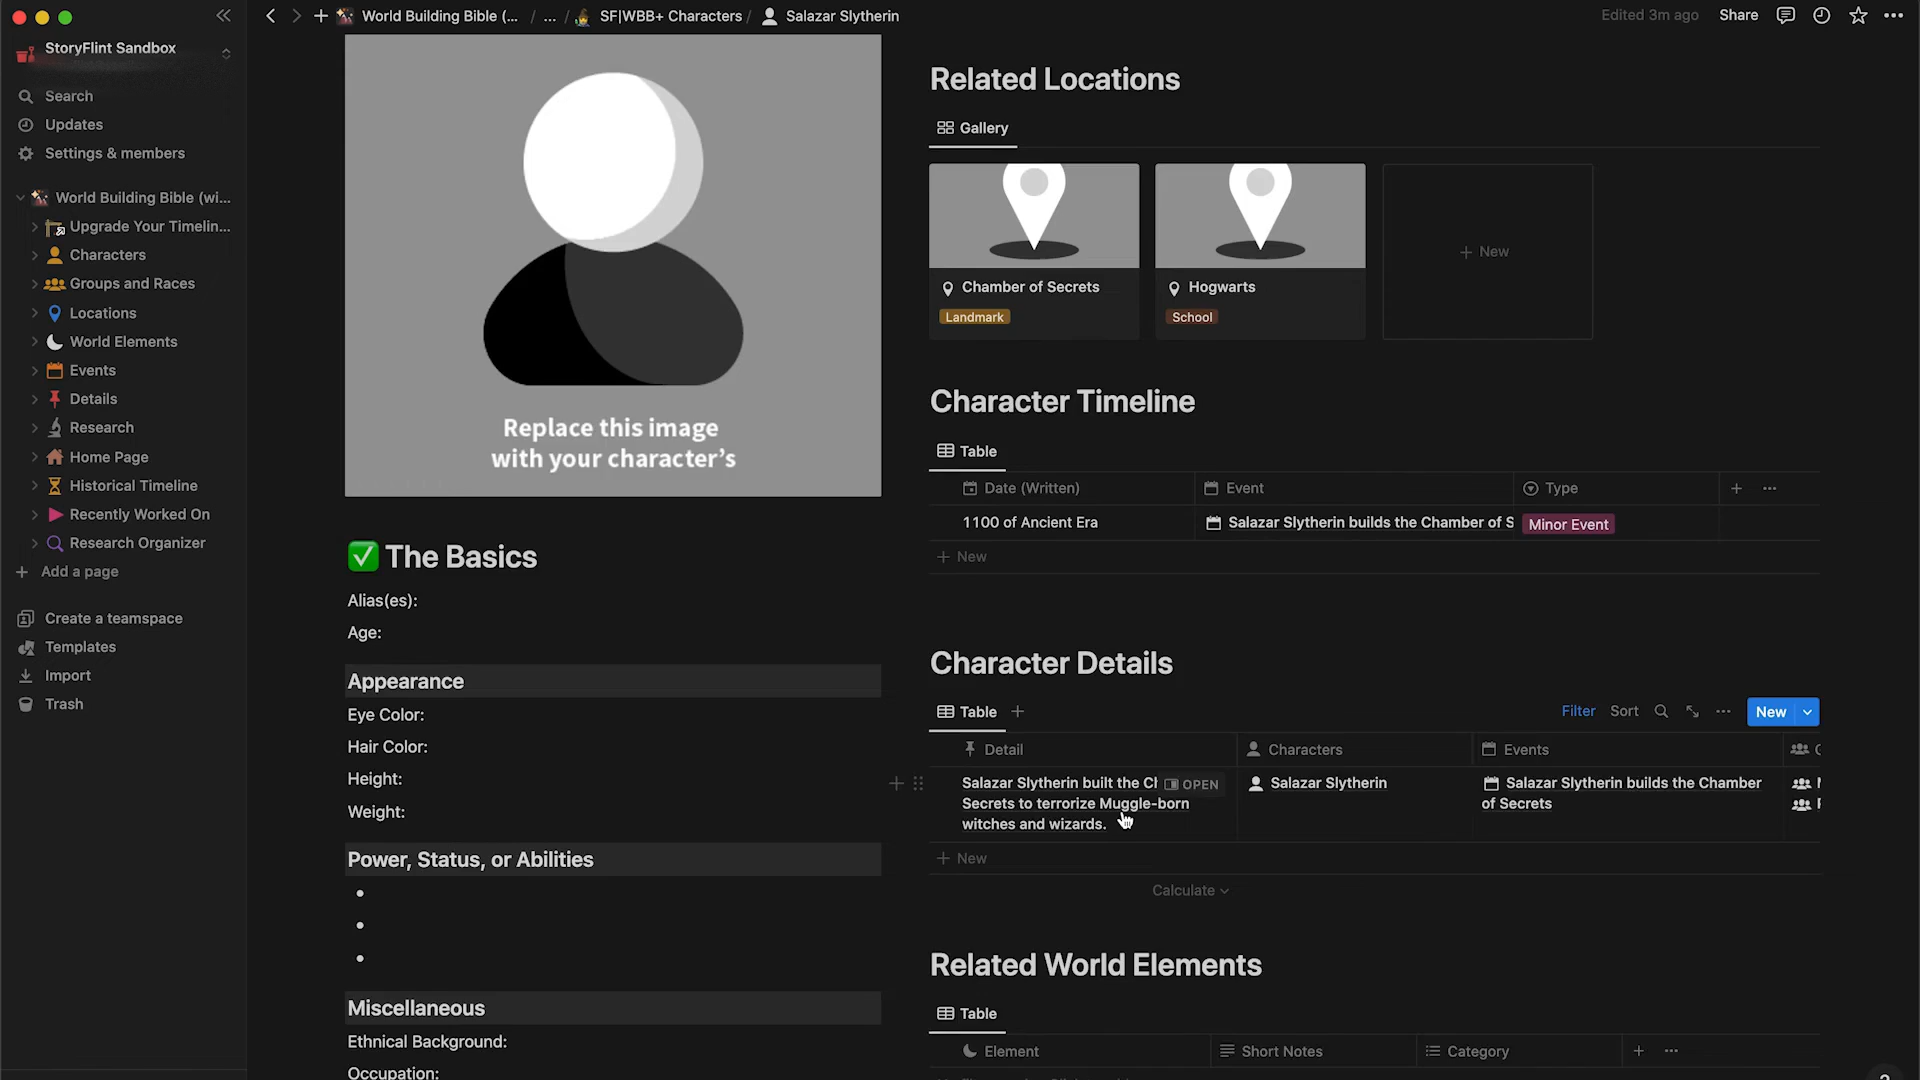 World Building Bible (... / ... / SF|WBB+ Characters / Salazar Slytherin
Edited 3m ago Share
StoryFlint Sandbox
Search
Updates
Settings & members
World Building Bible (wi...
Upgrade Your Timelin...
Characters
Groups and Races
Locations
World Elements
Events
Details
Research
Home Page
Historical Timeline
Recently Worked On
Research Organizer
Add a page
Create a teamspace
Templates
Import
Trash
Replace this image
with your character's
The Basics
Alias(es):
Age:
Appearance
Eye Color:
Hair Color:
Height:
Weight:
Power, Status, or Abilities
Miscellaneous
Ethnical Background:
Occupation:
Related Locations
Gallery
Chamber of Secrets
Landmark
Hogwarts
School
+ New
Character Timeline
Table
Date (Written) Event Type
1100 of Ancient Era Salazar Slytherin builds the Chamber of S Minor Event
+ New
Character Details
Table +
Filter Sort New
Detail Characters Events
Salazar Slytherin built the Ch OPEN
Secrets to terrorize Muggle-born
witches and wizards.
Salazar Slytherin
Salazar Slytherin builds the Chamber
of Secrets
+ New
Calculate
Related World Elements
Table
Element Short Notes Category